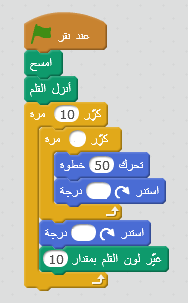 عند نقر
امسح
أنزل القلم
كرّر 10 مرة
كرّر مرة
تحرك 50 خطوة
استدر درجة
استدر درجة
غيّر لون القلم بمقدار 10